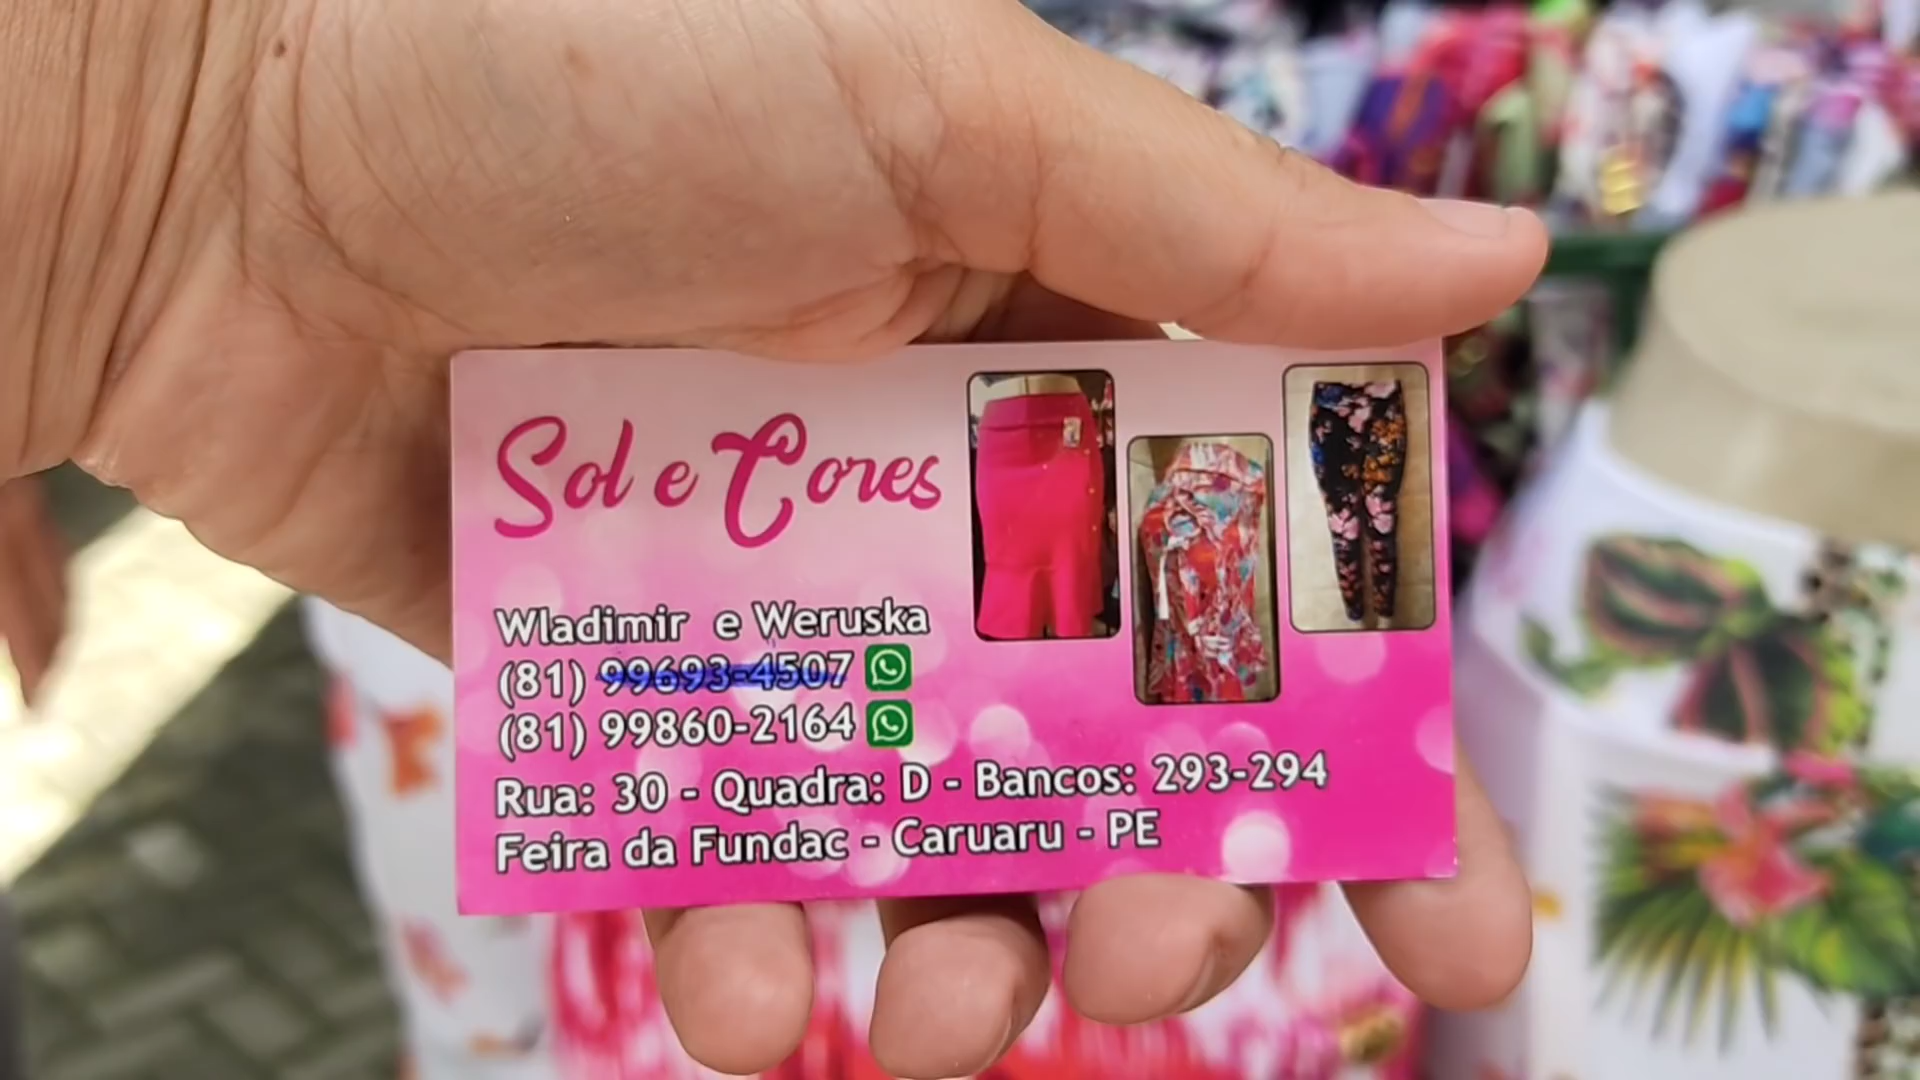 Sol e Cores
Wladimir e Weruska
(81) 99693-4507
(81) 99860-2164
Rua: 30 - Quadra: D - Bancos: 293-294
Feira da Fundac - Caruaru - PE